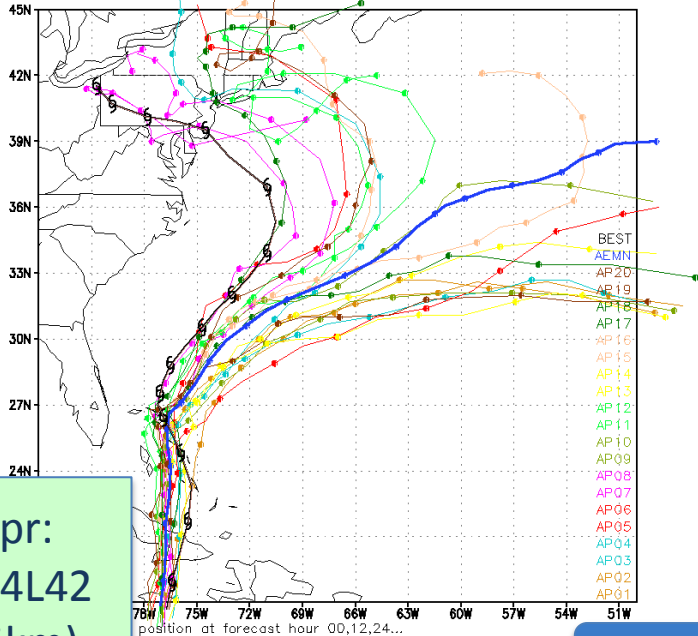 45N
42N
39N
36N
33N
30N
27N
24N
BEST
AEMN
AP20
AP19
AP18
AP17
AP16
AP15
AP14
AP13
AP12
AP11
AP10
AP09
AP08
AP07
AP06
AP05
AP04
AP03
AP02
AP01
pr:
4L42
78W 75W 72W 69W 66W 63W 60W 57W 54W 51W
position at forecast hour 00,12,24...